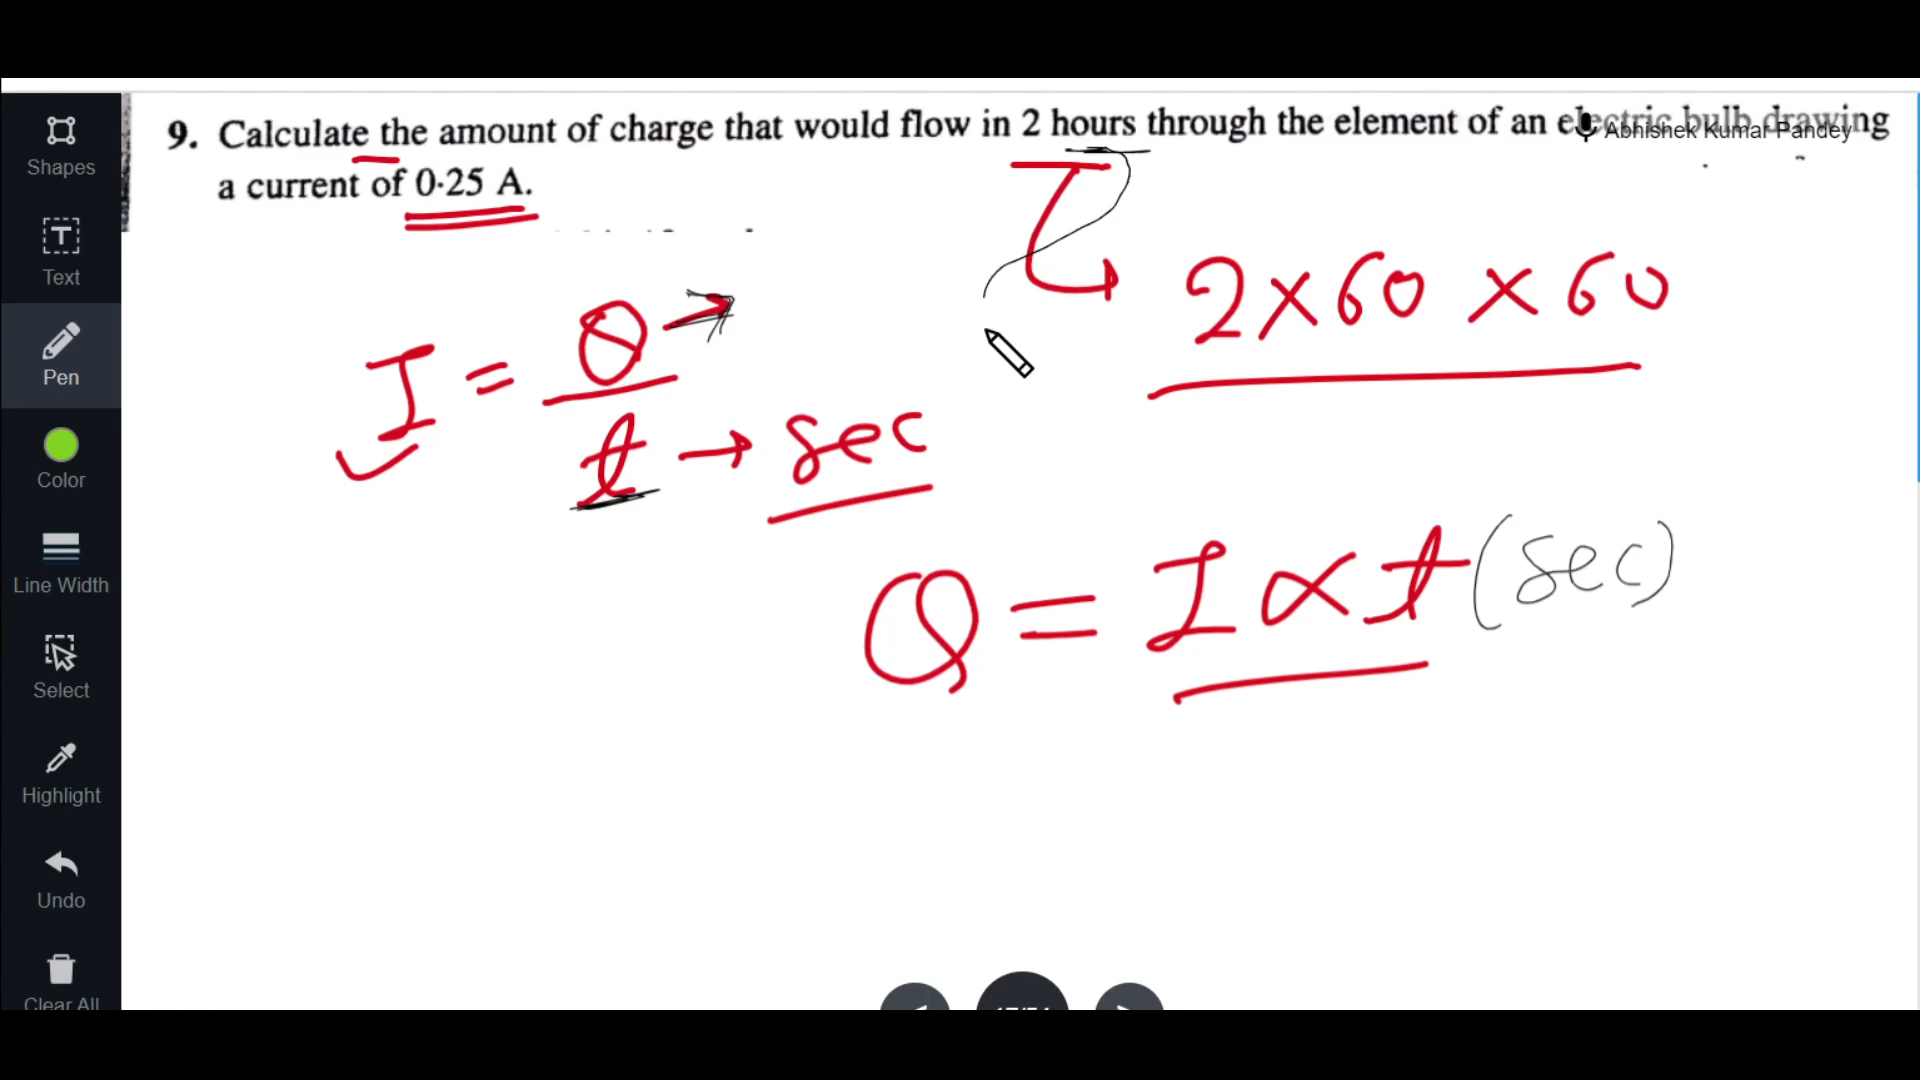 9. Calculate the amount of charge that would flow in 2 hours through the element of an electric bulb drawing
Abhishek Kumar Pandey
a current of 0·25 A.
Shapes
Text
Pen
Color
Line Width
Select
Highlight
Undo
Clear All
2 × 60 × 60
I = Q
t → sec
Q = I × t (sec)